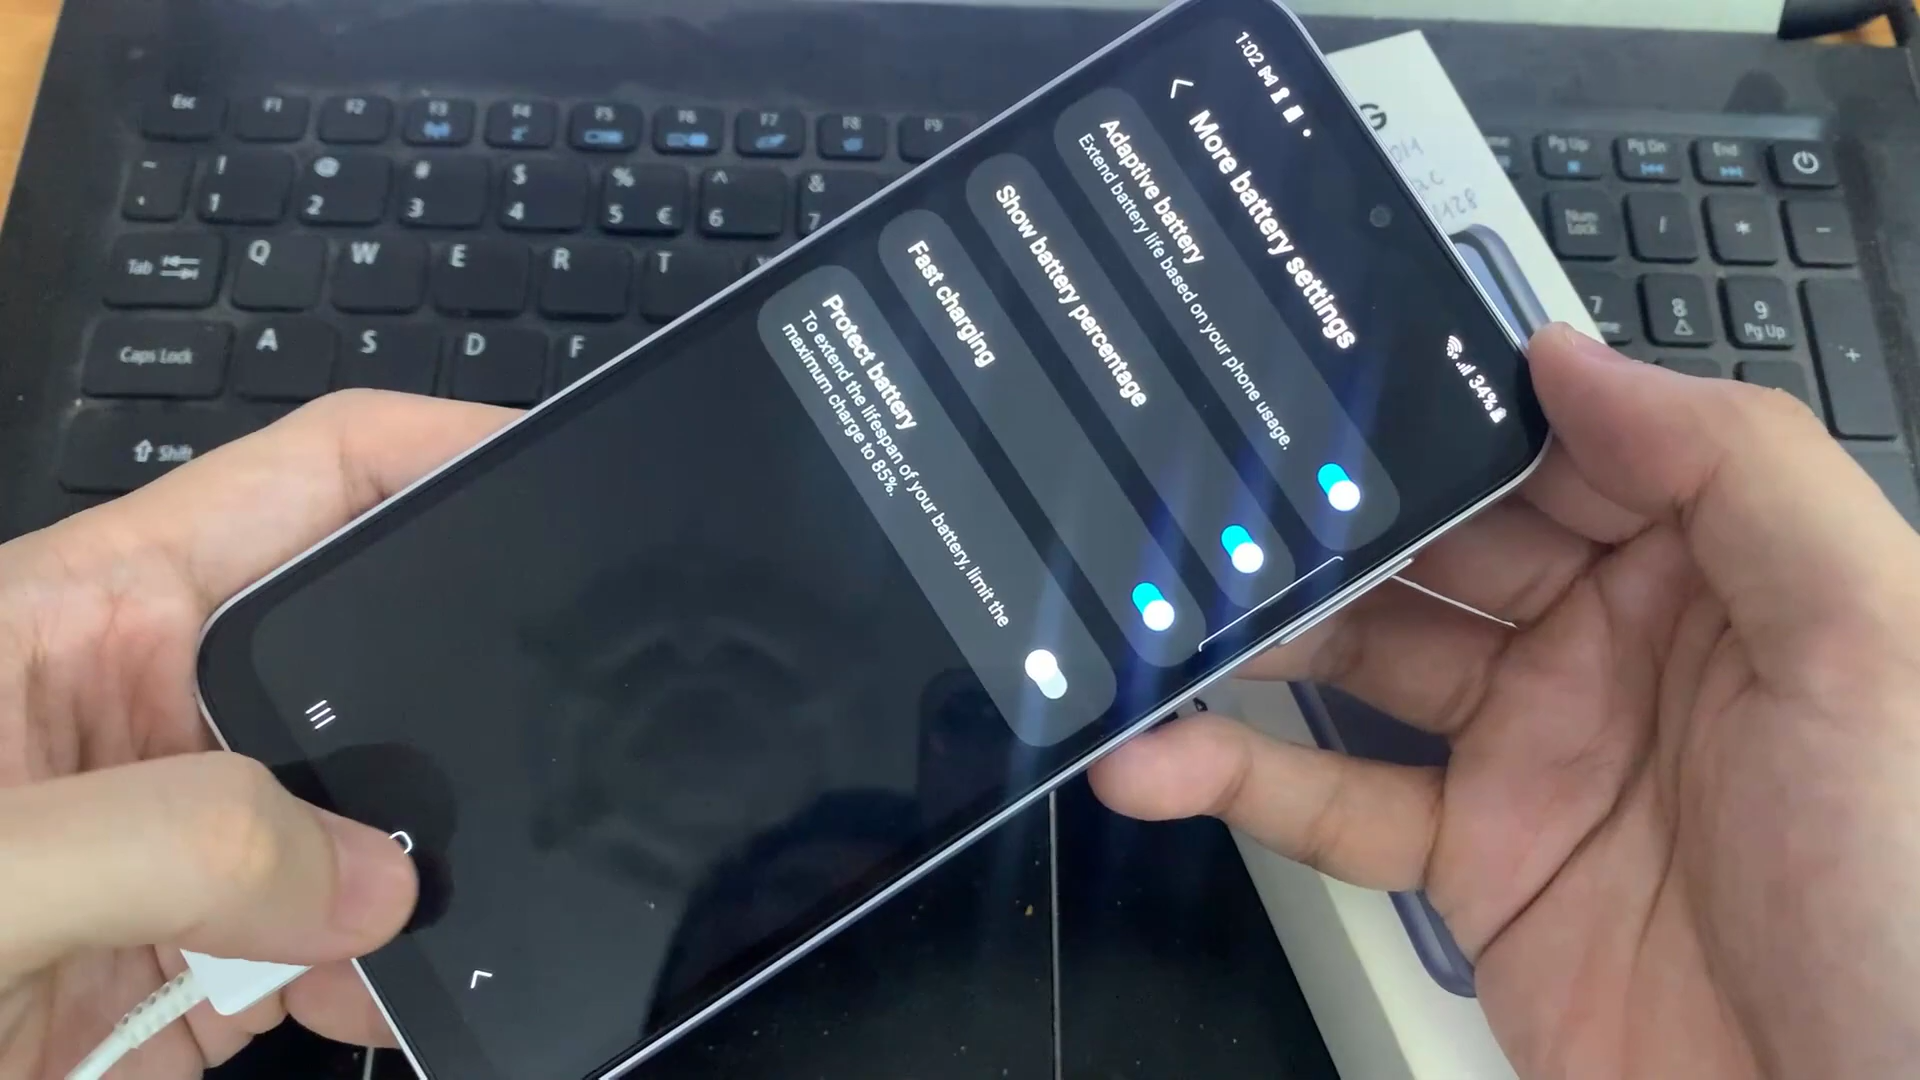 1:02
34%
More battery settings
Adaptive battery
Extend battery life based on your phone usage.
Show battery percentage
Fast charging
Protect battery
To extend the lifespan of your battery, limit the
maximum charge to 85%.
Esc
F1
F2
F3
F4
F5
F6
F7
F8
F9
Pg Up
Pg Dn
End
~
!
1
@
2
#
3
$
4
%
5 €
^
6
&
7
Num
Lock
/
*
-
Tab
Q
W
E
R
T
7
8
9
Pg Up
+
Caps Lock
A
S
D
F
Shift